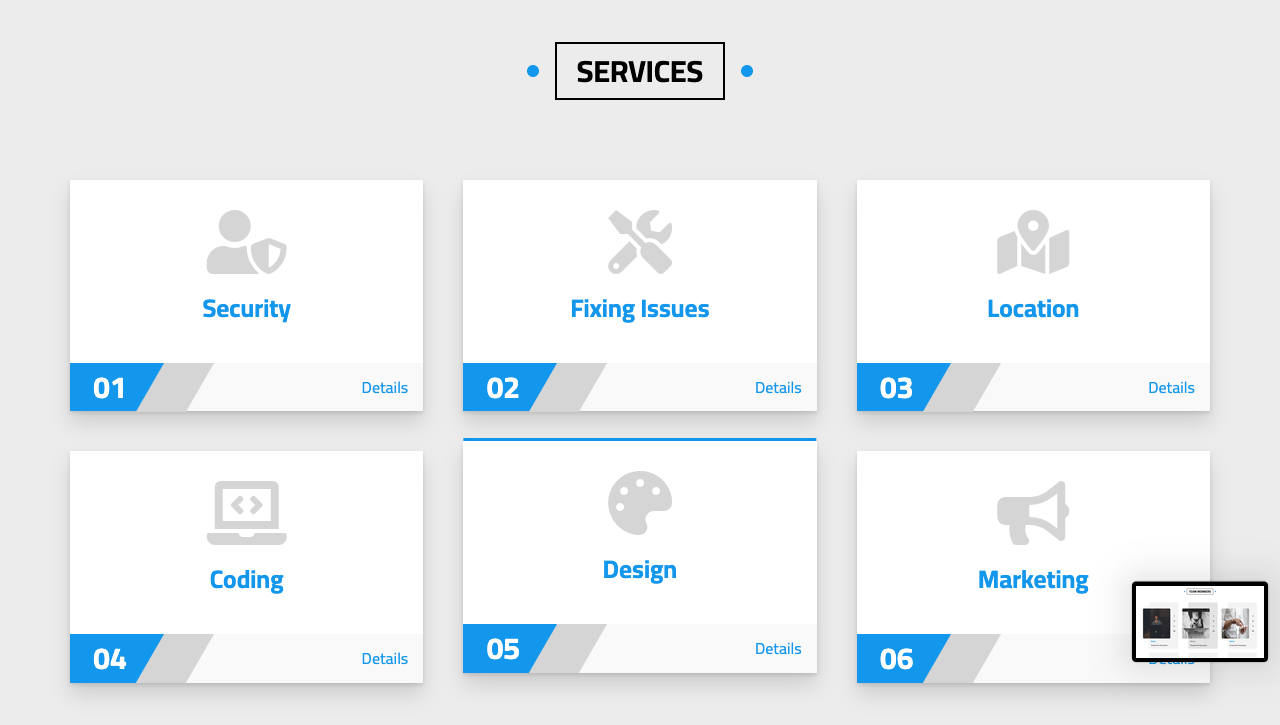 SERVICES
Security
Fixing Issues
Location
01
Details
02
Details
03
Details
Coding
Design
Marketing
04
Details
05
Details
06
Details
TEAM MEMBERS